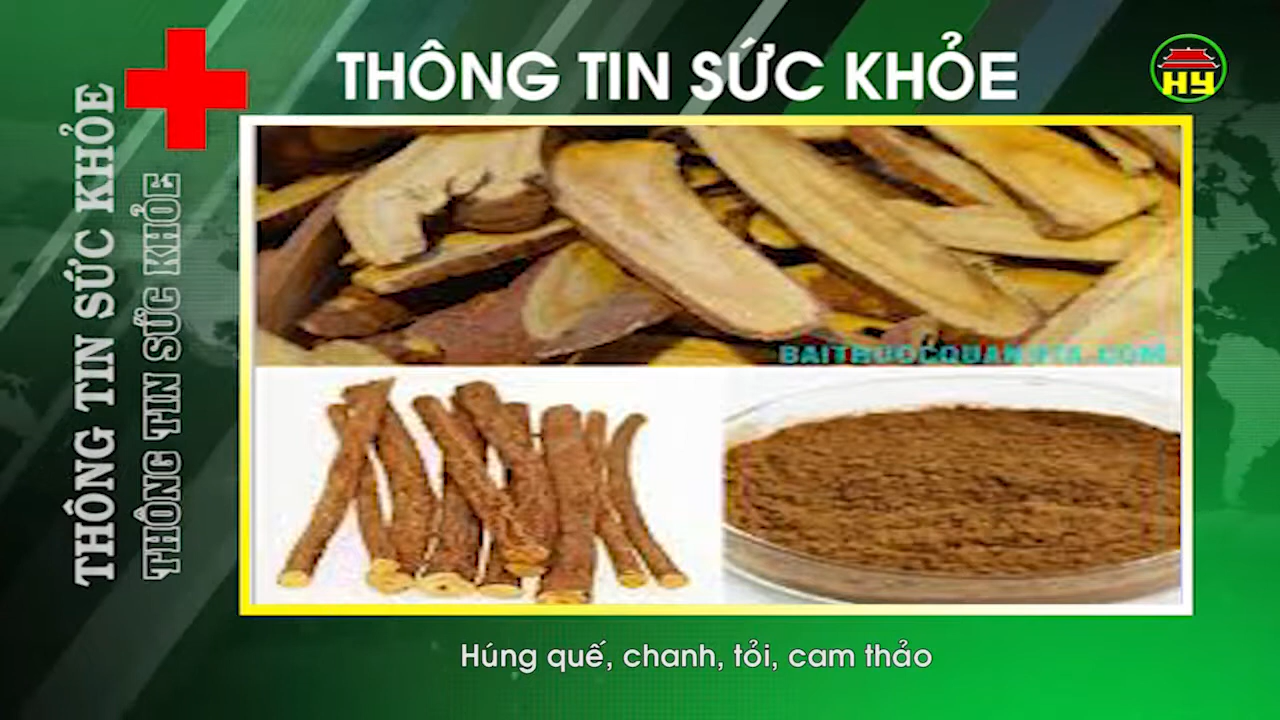 THÔNG TIN SỨC KHỎE
HY
THÔNG TIN SỨC KHỎE
THÔNG TIN SỨC KHỎE
Húng quế, chanh, tỏi, cam thảo